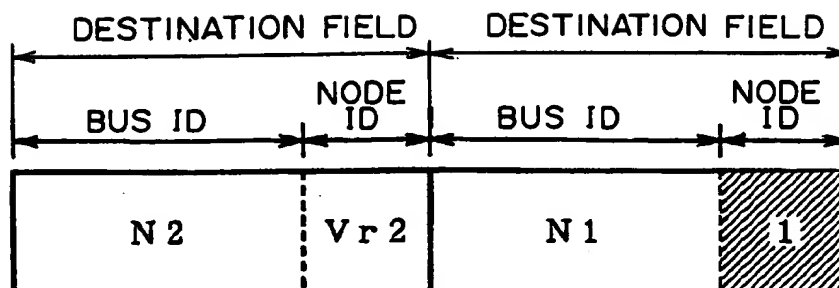 DESTINATION FIELD DESTINATION FIELD
BUS ID NODE ID BUS ID NODE ID
N2 Vr2 N1 1